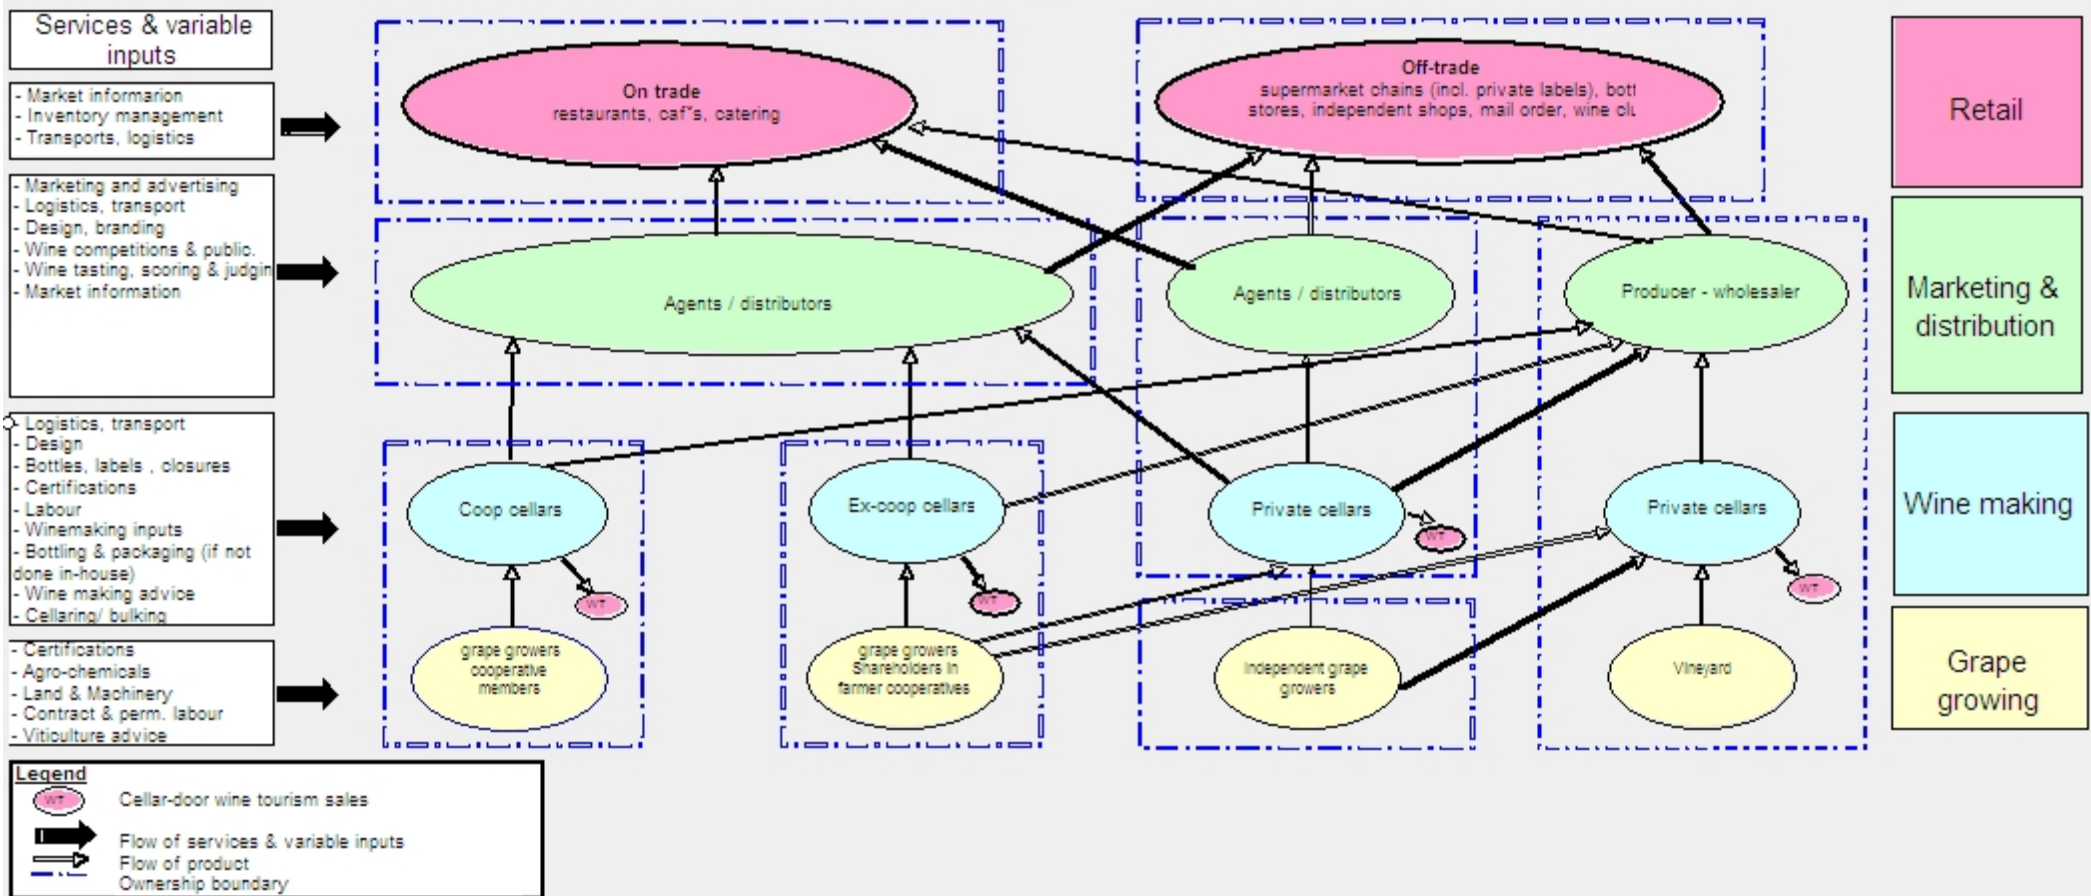 Services & variable
inputs
- Market informarion
- Inventory management
- Transports, logistics
- Marketing and advertising
- Logistics, transport
- Design, branding
- Wine competitions & public.
- Wine tasting, scoring & judgin
- Market information
- Logistics, transport
- Design
- Bottles, labels , closures
- Certifications
- Labour
- Winemaking inputs
- Bottling & packaging (if not
done in-house)
- Wine making advice
- Cellaring/ bulking
- Certifications
- Agro-chemicals
- Land & Machinery
- Contract & perm. labour
- Viticulture advice
On trade
restaurants, caf"s, catering
Off-trade
supermarket chains (incl. private labels), bott
stores, independent shops, mail order, wine clu
Retail
Agents / distributors
Agents / distributors
Producer - wholesaler
Marketing &
distribution
Coop cellars
Ex-coop cellars
Private cellars
Private cellars
Wine making
WT
WT
WT
WT
grape growers
cooperative
members
grape growers
Shareholders in
farmer cooperatives
Independent grape
growers
Vineyard
Grape
growing
Legend
WT
Cellar-door wine tourism sales
Flow of services & variable inputs
Flow of product
Ownership boundary